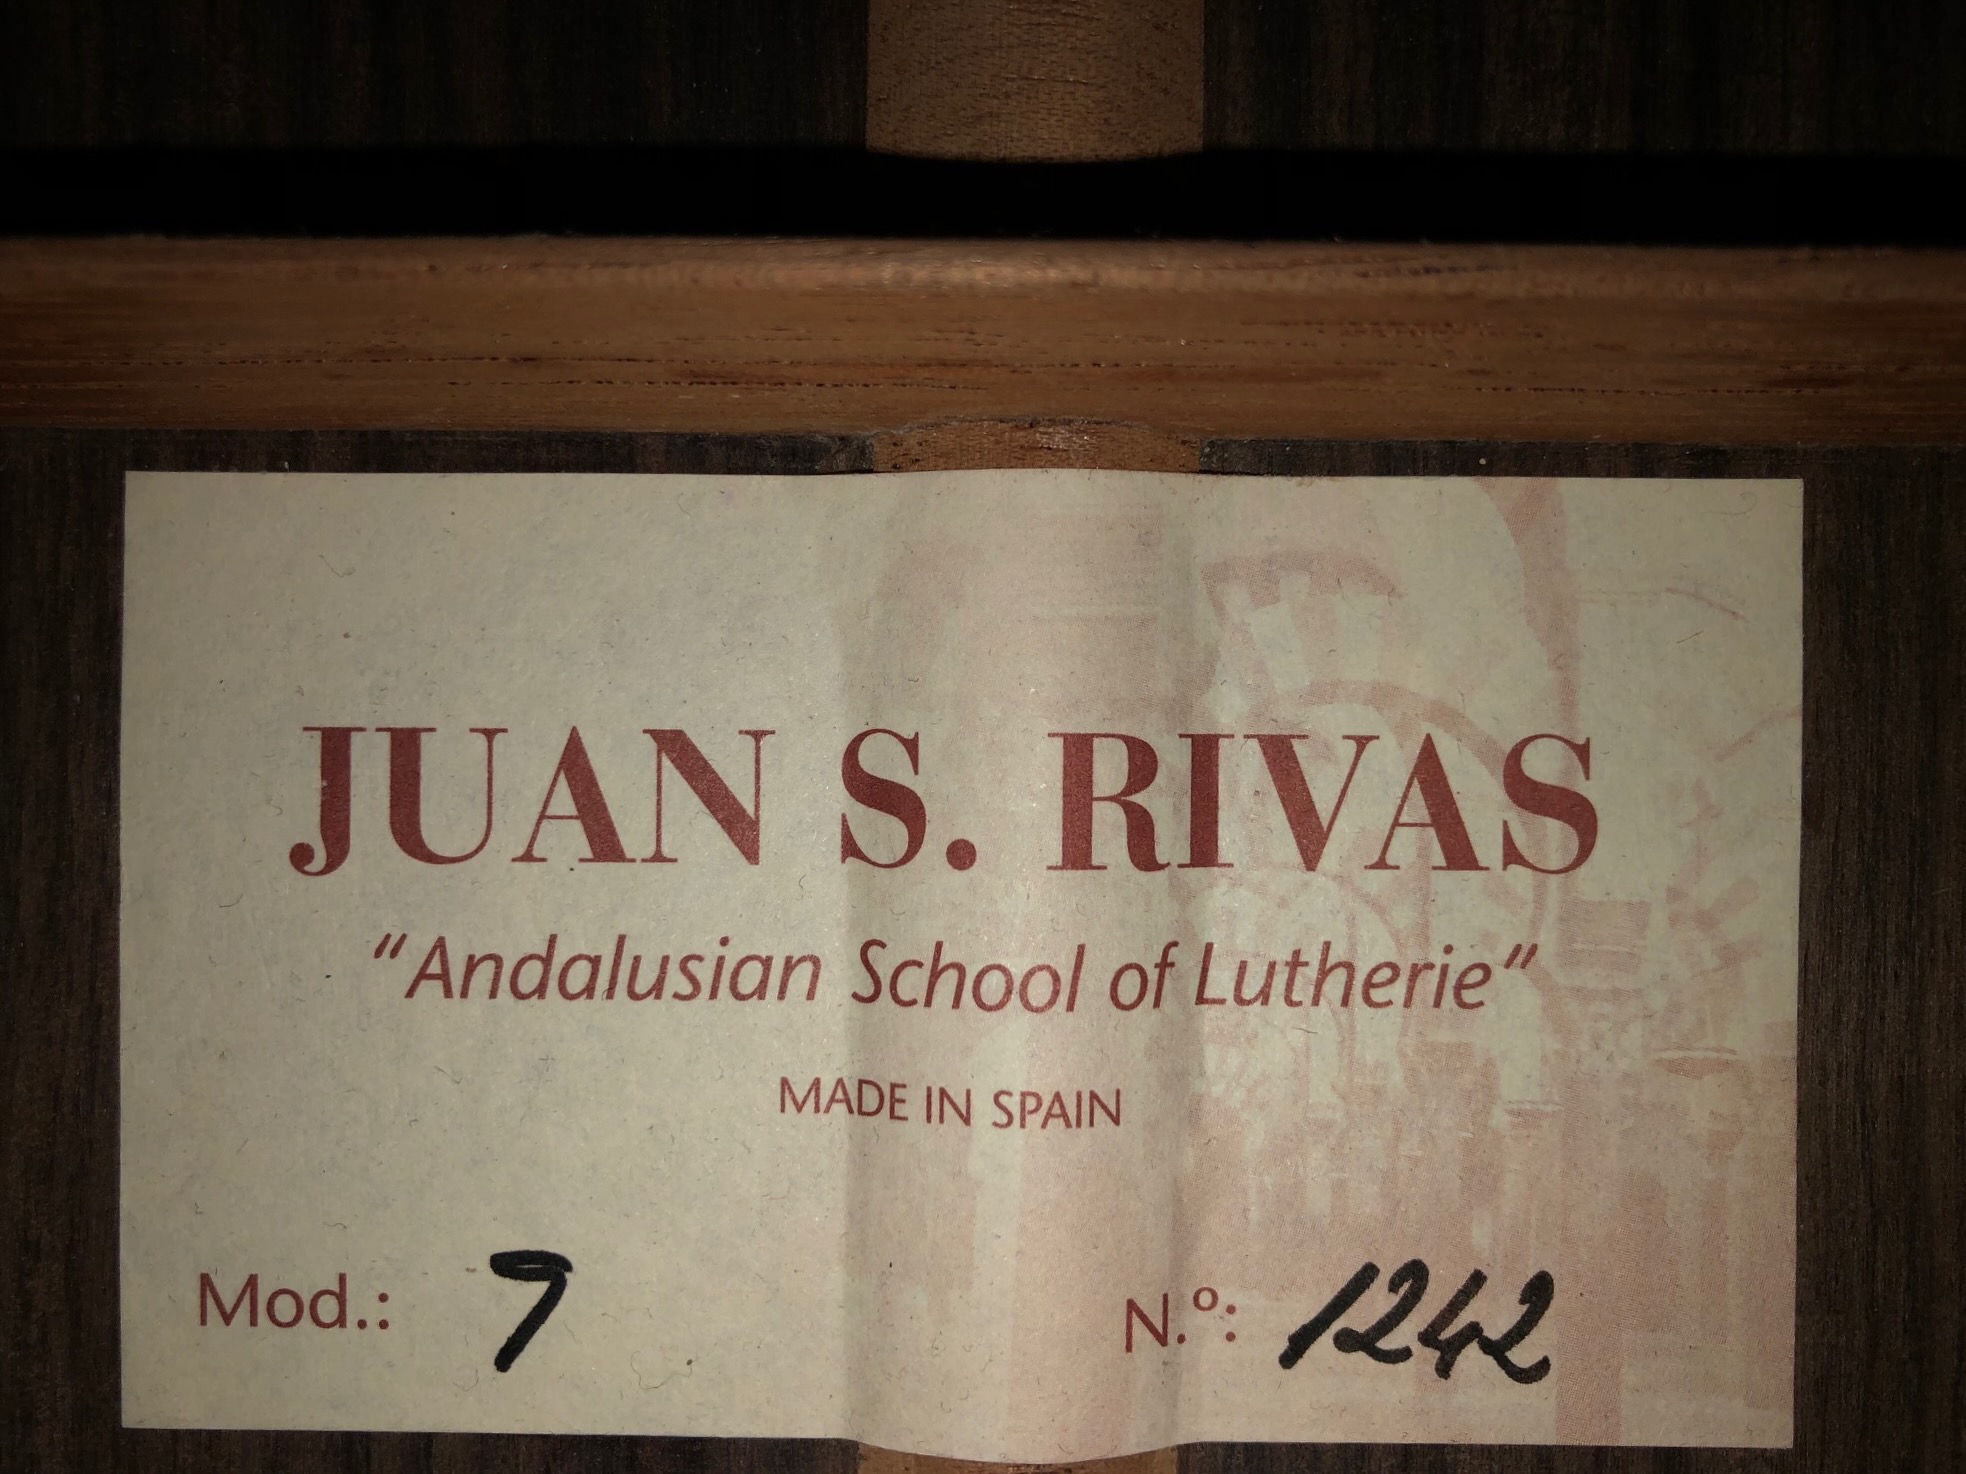 JUAN S. RIVAS
"Andalusian School of Lutherie"
MADE IN SPAIN
Mod.: 7 N.º: 1242